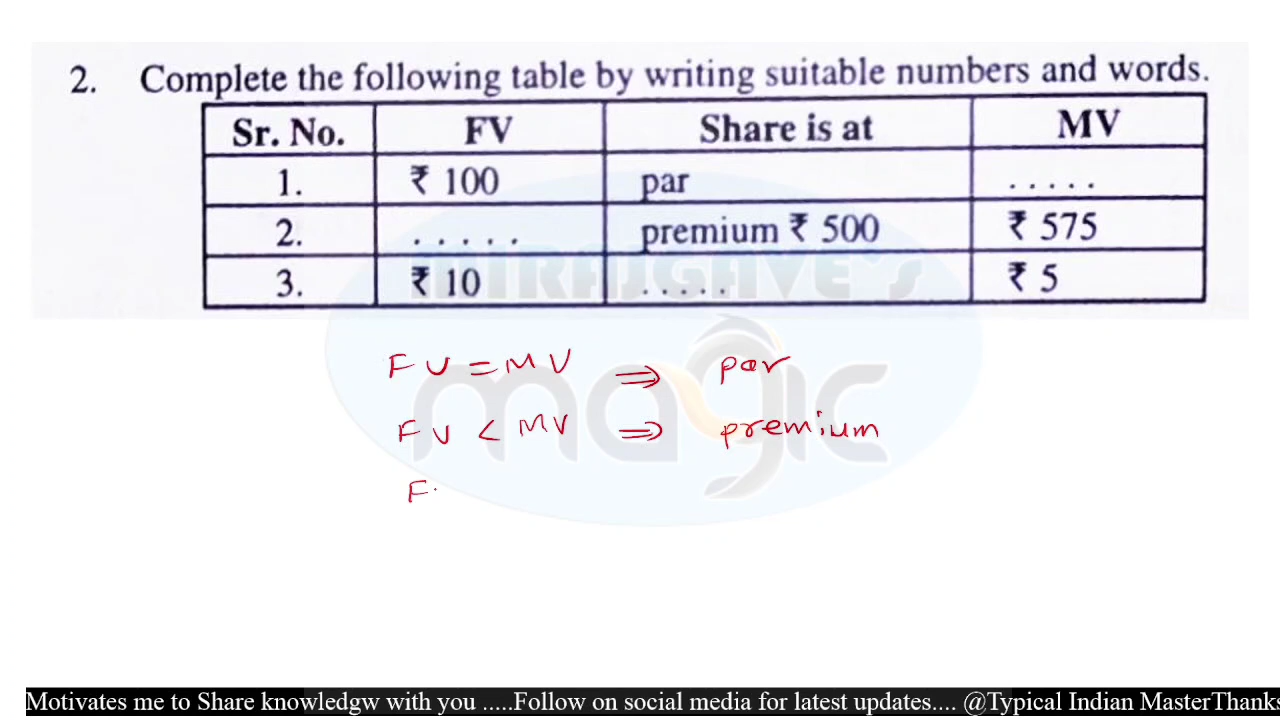 2. Complete the following table by writing suitable numbers and words.
Sr. No. FV Share is at MV
1. ₹ 100 par .....
2. ..... premium ₹ 500 ₹ 575
3. ₹ 10 ..... ₹ 5
MIRAJGAVE's
magic
FV = MV ⇒ par
FV < MV ⇒ premium
F
Motivates me to Share knowledgw with you .....Follow on social media for latest updates.... @Typical Indian MasterThanks